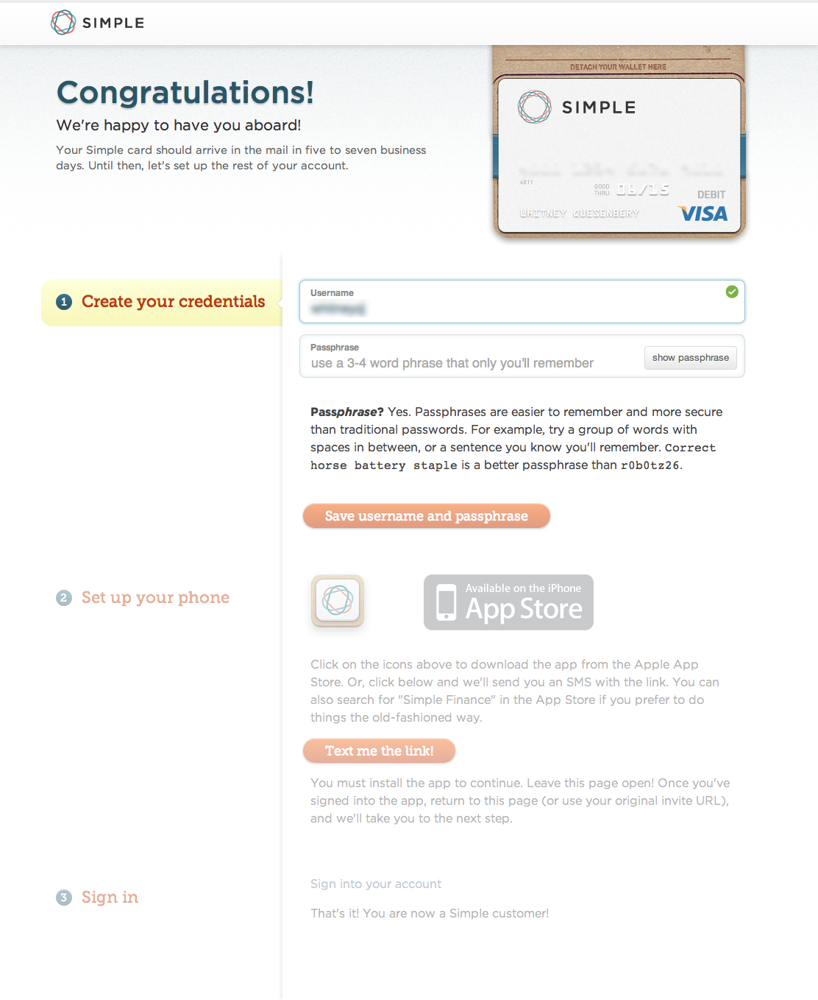 SIMPLE
Congratulations!
We're happy to have you aboard!
Your Simple card should arrive in the mail in five to seven business
days. Until then, let's set up the rest of your account.
DETACH YOUR WALLET HERE
SIMPLE
4811
GOOD
THRU
06/15
DEBIT
WHITNEY QUESENBERY
VISA
1 Create your credentials
Username
Passphrase
use a 3-4 word phrase that only you'll remember
show passphrase
Passphrase? Yes. Passphrases are easier to remember and more secure
than traditional passwords. For example, try a group of words with
spaces in between, or a sentence you know you'll remember. Correct
horse battery staple is a better passphrase than r0b0tz26.
Save username and passphrase
2 Set up your phone
Available on the iPhone
App Store
Click on the icons above to download the app from the Apple App
Store. Or, click below and we'll send you an SMS with the link. You can
also search for "Simple Finance" in the App Store if you prefer to do
things the old-fashioned way.
Text me the link!
You must install the app to continue. Leave this page open! Once you've
signed into the app, return to this page (or use your original invite URL),
and we'll take you to the next step.
3 Sign in
Sign into your account
That's it! You are now a Simple customer!